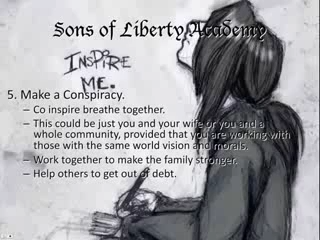 Sons of Liberty Academy
INSPIRE
ME.
5. Make a Conspiracy.
– Co inspire breathe together.
– This could be just you and your wife or you and a
whole community, provided that you are working with
those with the same world vision and morals.
– Work together to make the family stronger.
– Help others to get out of debt.